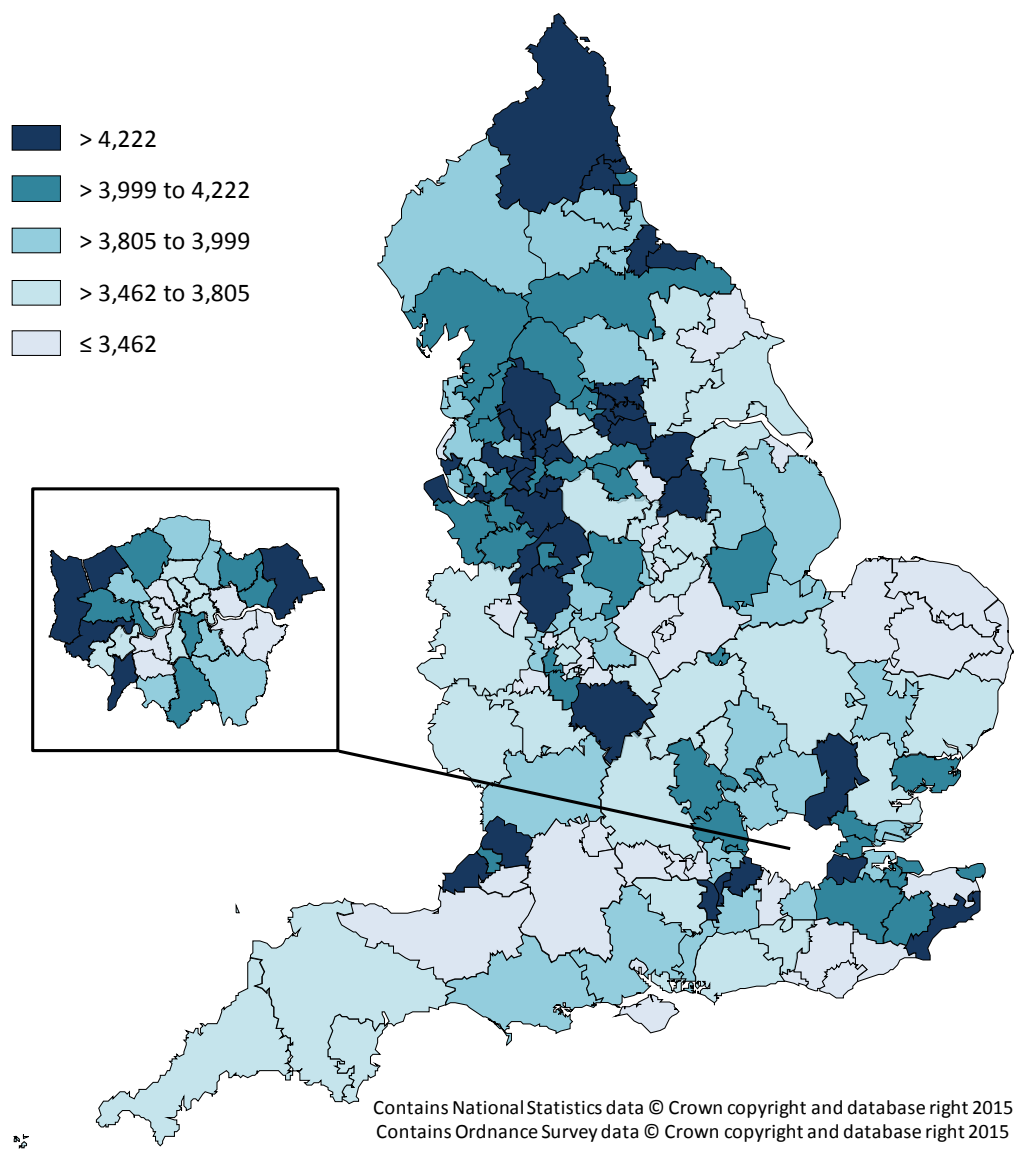 > 4,222
> 3,999 to 4,222
> 3,805 to 3,999
> 3,462 to 3,805
≤ 3,462
Contains National Statistics data © Crown copyright and database right 2015
Contains Ordnance Survey data © Crown copyright and database right 2015